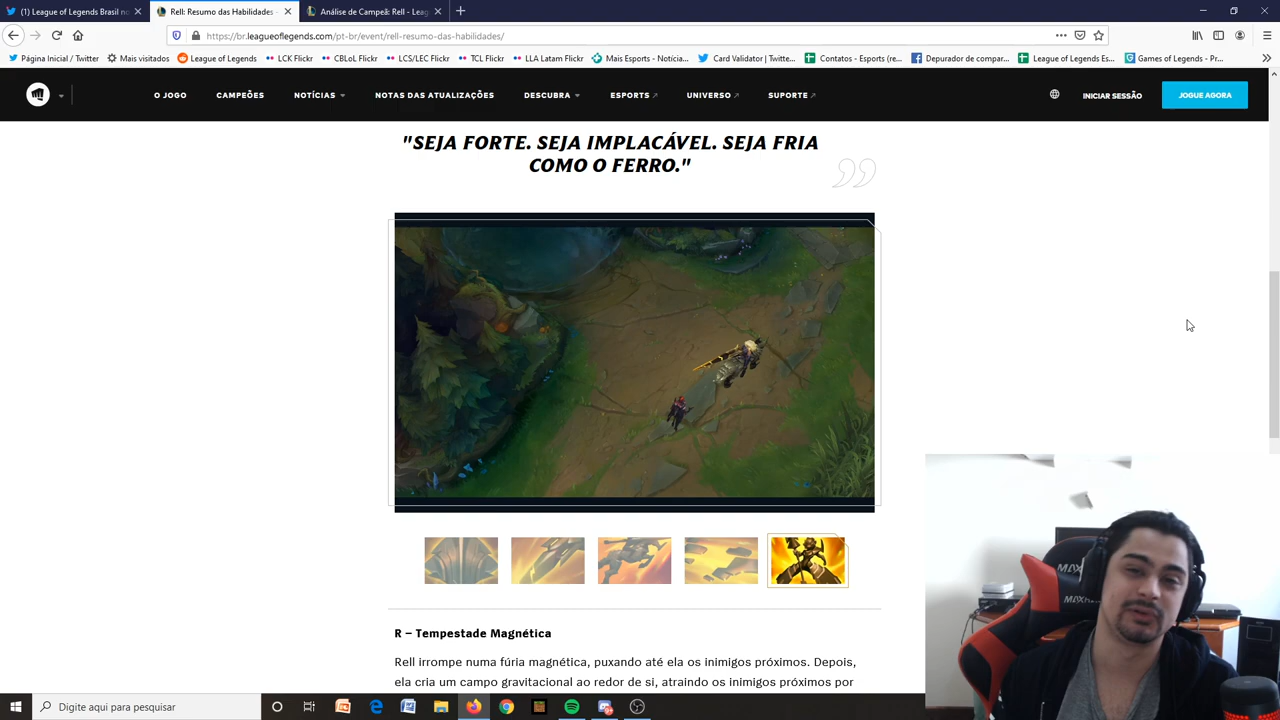 (1) League of Legends Brasil no
Rell: Resumo das Habilidades -
Análise de Campeã: Rell - Leag
https://br.leagueoflegends.com/pt-br/event/rell-resumo-das-habilidades/
Página Inicial / Twitter
Mais visitados
League of Legends
LCK Flickr
CBLoL Flickr
LCS/LEC Flickr
TCL Flickr
LLA Latam Flickr
Mais Esports - Notícia...
Card Validator | Twitte...
Contatos - Esports (re...
Depurador de compar...
League of Legends Es...
Games of Legends - Pr...
O JOGO
CAMPEÕES
NOTÍCIAS
NOTAS DAS ATUALIZAÇÕES
DESCUBRA
ESPORTS
UNIVERSO
SUPORTE
INICIAR SESSÃO
JOGUE AGORA
"SEJA FORTE. SEJA IMPLACÁVEL. SEJA FRIA
COMO O FERRO."
R – Tempestade Magnética
Rell irrompe numa fúria magnética, puxando até ela os inimigos próximos. Depois,
ela cria um campo gravitacional ao redor de si, atraindo os inimigos próximos por
Digite aqui para pesquisar